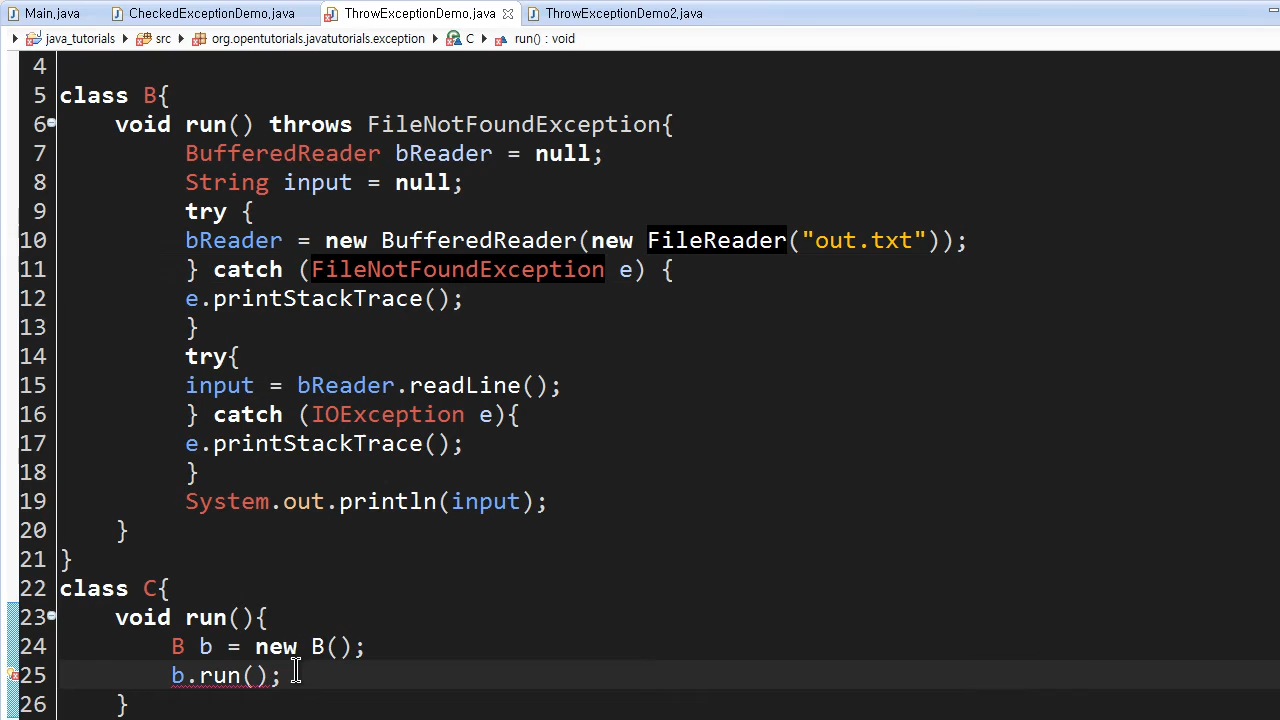 Main.java CheckedExceptionDemo.java ThrowExceptionDemo.java ThrowExceptionDemo2.java
java_tutorials src org.opentutorials.javatutorials.exception C run() : void
4
5 class B{
6 void run() throws FileNotFoundException{
7 BufferedReader bReader = null;
8 String input = null;
9 try {
10 bReader = new BufferedReader(new FileReader("out.txt"));
11 } catch (FileNotFoundException e) {
12 e.printStackTrace();
13 }
14 try{
15 input = bReader.readLine();
16 } catch (IOException e){
17 e.printStackTrace();
18 }
19 System.out.println(input);
20 }
21 }
22 class C{
23 void run(){
24 B b = new B();
25 b.run();
26 }